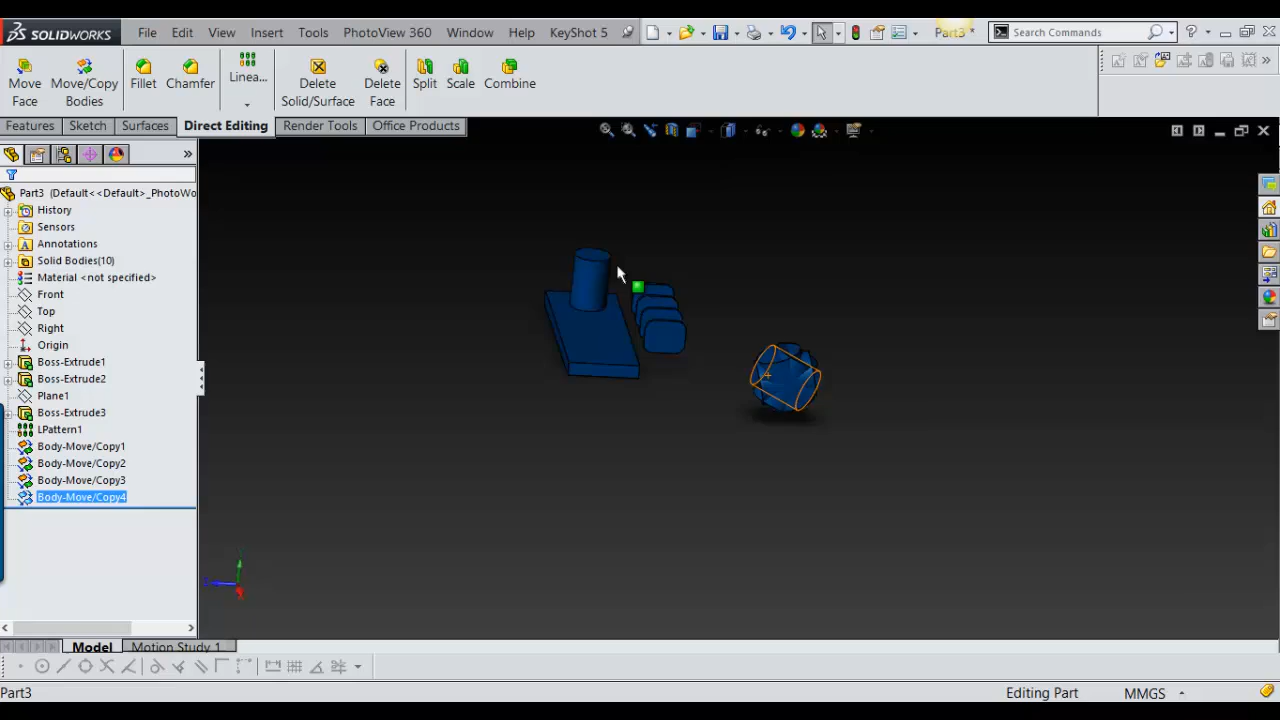 SOLIDWORKS File Edit View Insert Tools PhotoView 360 Window Help KeyShot 5 Part3 * Search Commands
Move Face Move/Copy Bodies Fillet Chamfer Linea... Delete Solid/Surface Delete Face Split Scale Combine
Features Sketch Surfaces Direct Editing Render Tools Office Products
Part3 (Default<<Default>_PhotoWo
History
Sensors
Annotations
Solid Bodies(10)
Material <not specified>
Front
Top
Right
Origin
Boss-Extrude1
Boss-Extrude2
Plane1
Boss-Extrude3
LPattern1
Body-Move/Copy1
Body-Move/Copy2
Body-Move/Copy3
Body-Move/Copy4
Model Motion Study 1
Part3 Editing Part MMGS